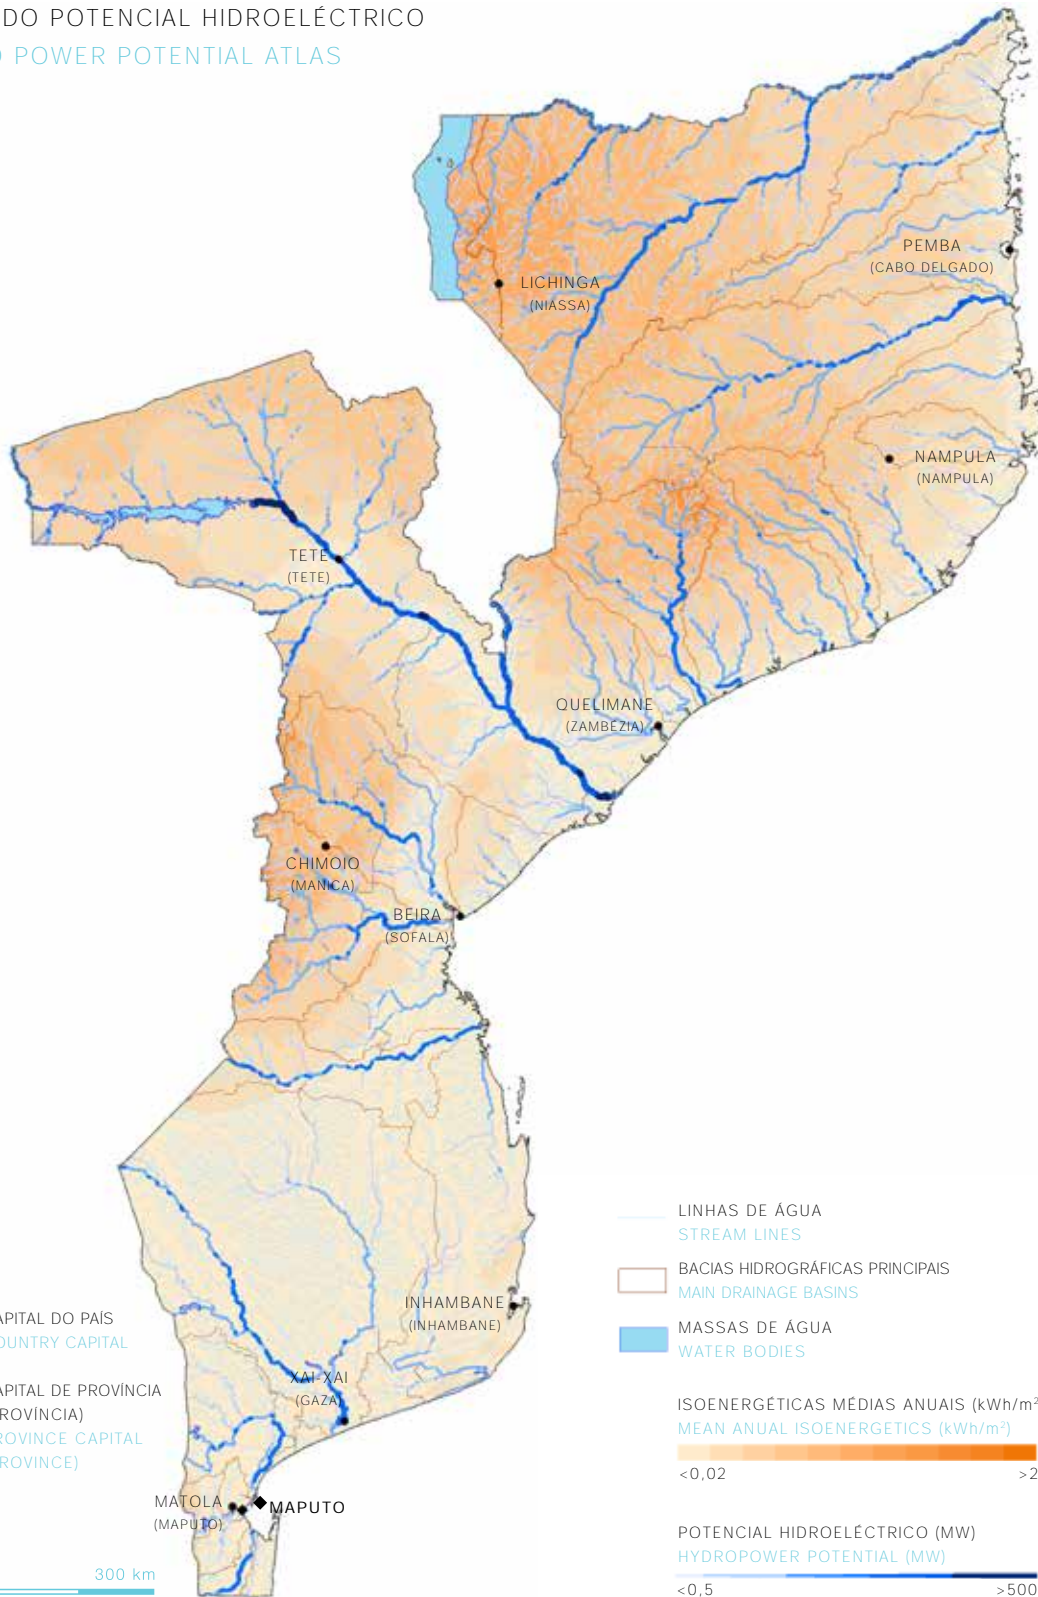 DO POTENCIAL HIDROELÉCTRICO
POWER POTENTIAL ATLAS
PEMBA
(CABO DELGADO)
LICHINGA
(NIASSA)
NAMPULA
(NAMPULA)
TETE
(TETE)
QUELIMANE
(ZAMBÉZIA)
CHIMOIO
(MANICA)
BEIRA
(SOFALA)
INHAMBANE
(INHAMBANE)
XAI-XAI
(GAZA)
MATOLA
(MAPUTO)
MAPUTO
APITAL DO PAÍS
OUNTRY CAPITAL
APITAL DE PROVÍNCIA
ROVÍNCIA)
ROVINCE CAPITAL
ROVINCE)
300 km
LINHAS DE ÁGUA
STREAM LINES
BACIAS HIDROGRÁFICAS PRINCIPAIS
MAIN DRAINAGE BASINS
MASSAS DE ÁGUA
WATER BODIES
ISOENERGÉTICAS MÉDIAS ANUAIS (kWh/m²
MEAN ANUAL ISOENERGETICS (kWh/m²)
<0,02 >2
POTENCIAL HIDROELÉCTRICO (MW)
HYDROPOWER POTENTIAL (MW)
<0,5 >500